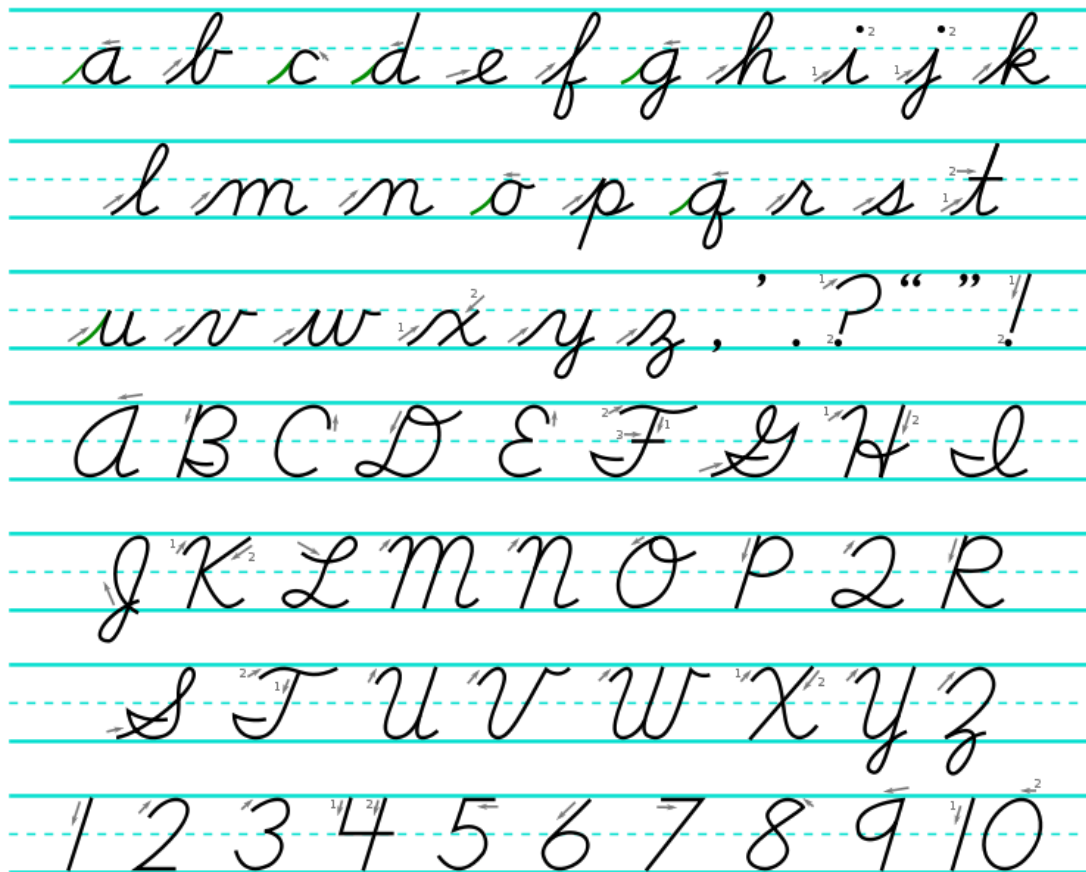 a b c d e f g h i j k
l m n o p q r s t
u v w x y z , . ’ ? “ ” !
A B C D E F G H I
J K L M N O P Q R
S T U V W X Y Z
1 2 3 4 5 6 7 8 9 10